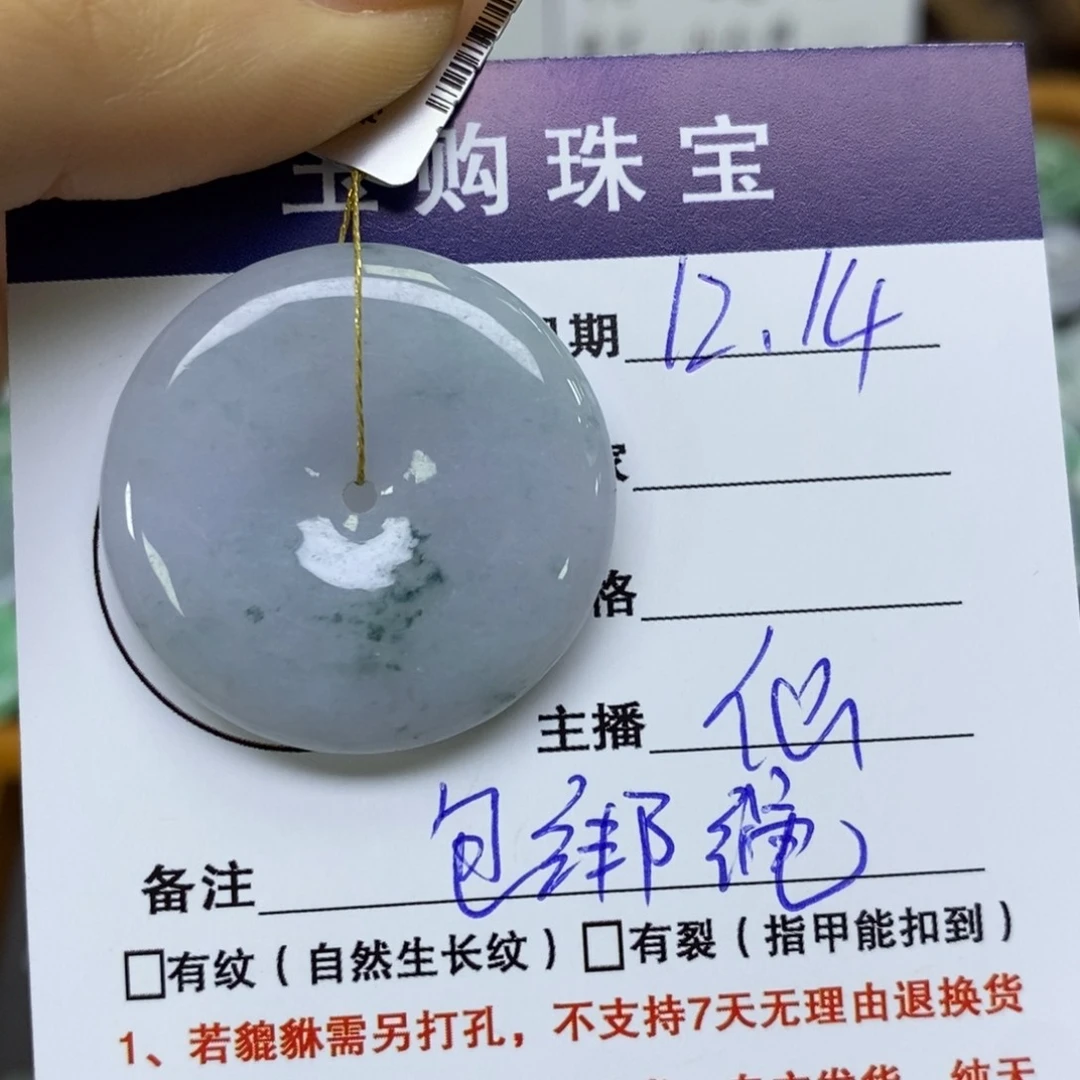 玉购珠宝
日期 12.14
家
格
主播 仙
备注 包绑绳
□有纹（自然生长纹）□有裂（指甲能扣到）
1、若貔貅需另打孔，不支持7天无理由退换货